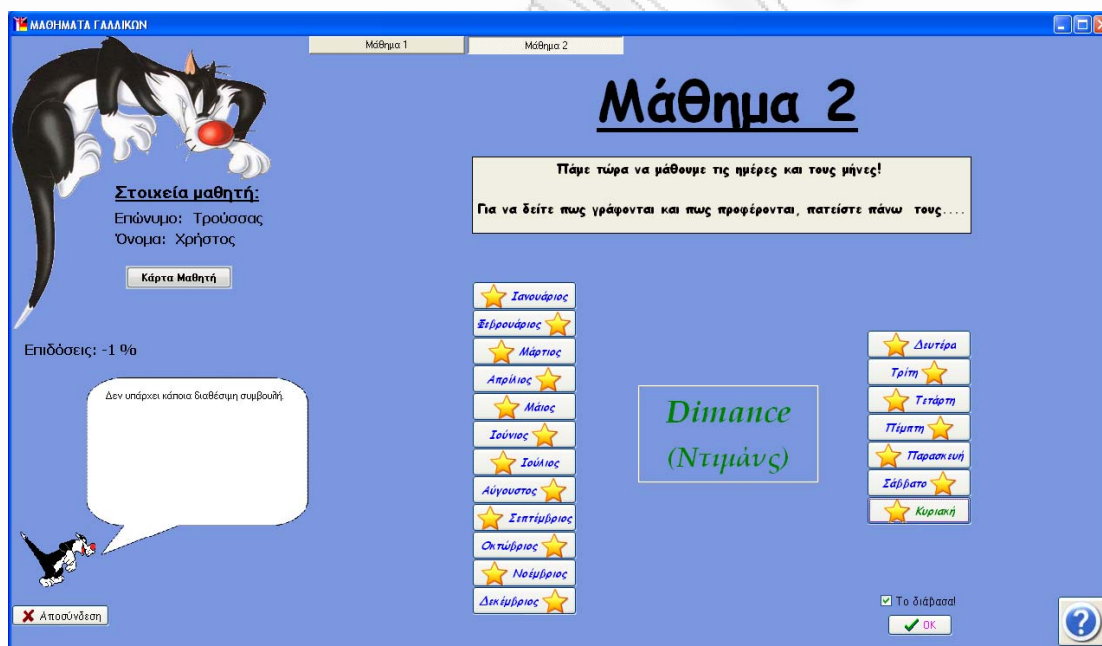 ΜΑΘΗΜΑΤΑ ΓΑΛΛΙΚΩΝ
Μάθημα 1
Μάθημα 2
Μάθημα 2
Πάμε τώρα να μάθουμε τις ημέρες και τους μήνες!
Για να δείτε πως γράφονται και πως προφέρονται, πατείστε πάνω τους....
Στοιχεία μαθητή:
Επώνυμο: Τρούσσας
Όνομα: Χρήστος
Κάρτα Μαθητή
Επιδόσεις: -1 %
Δεν υπάρχει κάποια διαθέσιμη συμβουλή.
Ιανουάριος
Φεβρουάριος
Μάρτιος
Απρίλιος
Μάιος
Ιούνιος
Ιούλιος
Αύγουστος
Σεπτέμβριος
Οκτώβριος
Νοέμβριος
Δεκέμβριος
Dimance
(Ντιμάνς)
Δευτέρα
Τρίτη
Τετάρτη
Πέμπτη
Παρασκευή
Σάββατο
Κυριακή
Το διάβασα!
OK
Αποσύνδεση